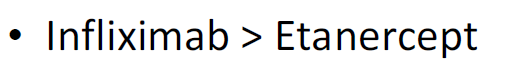 • Infliximab > Etanercept